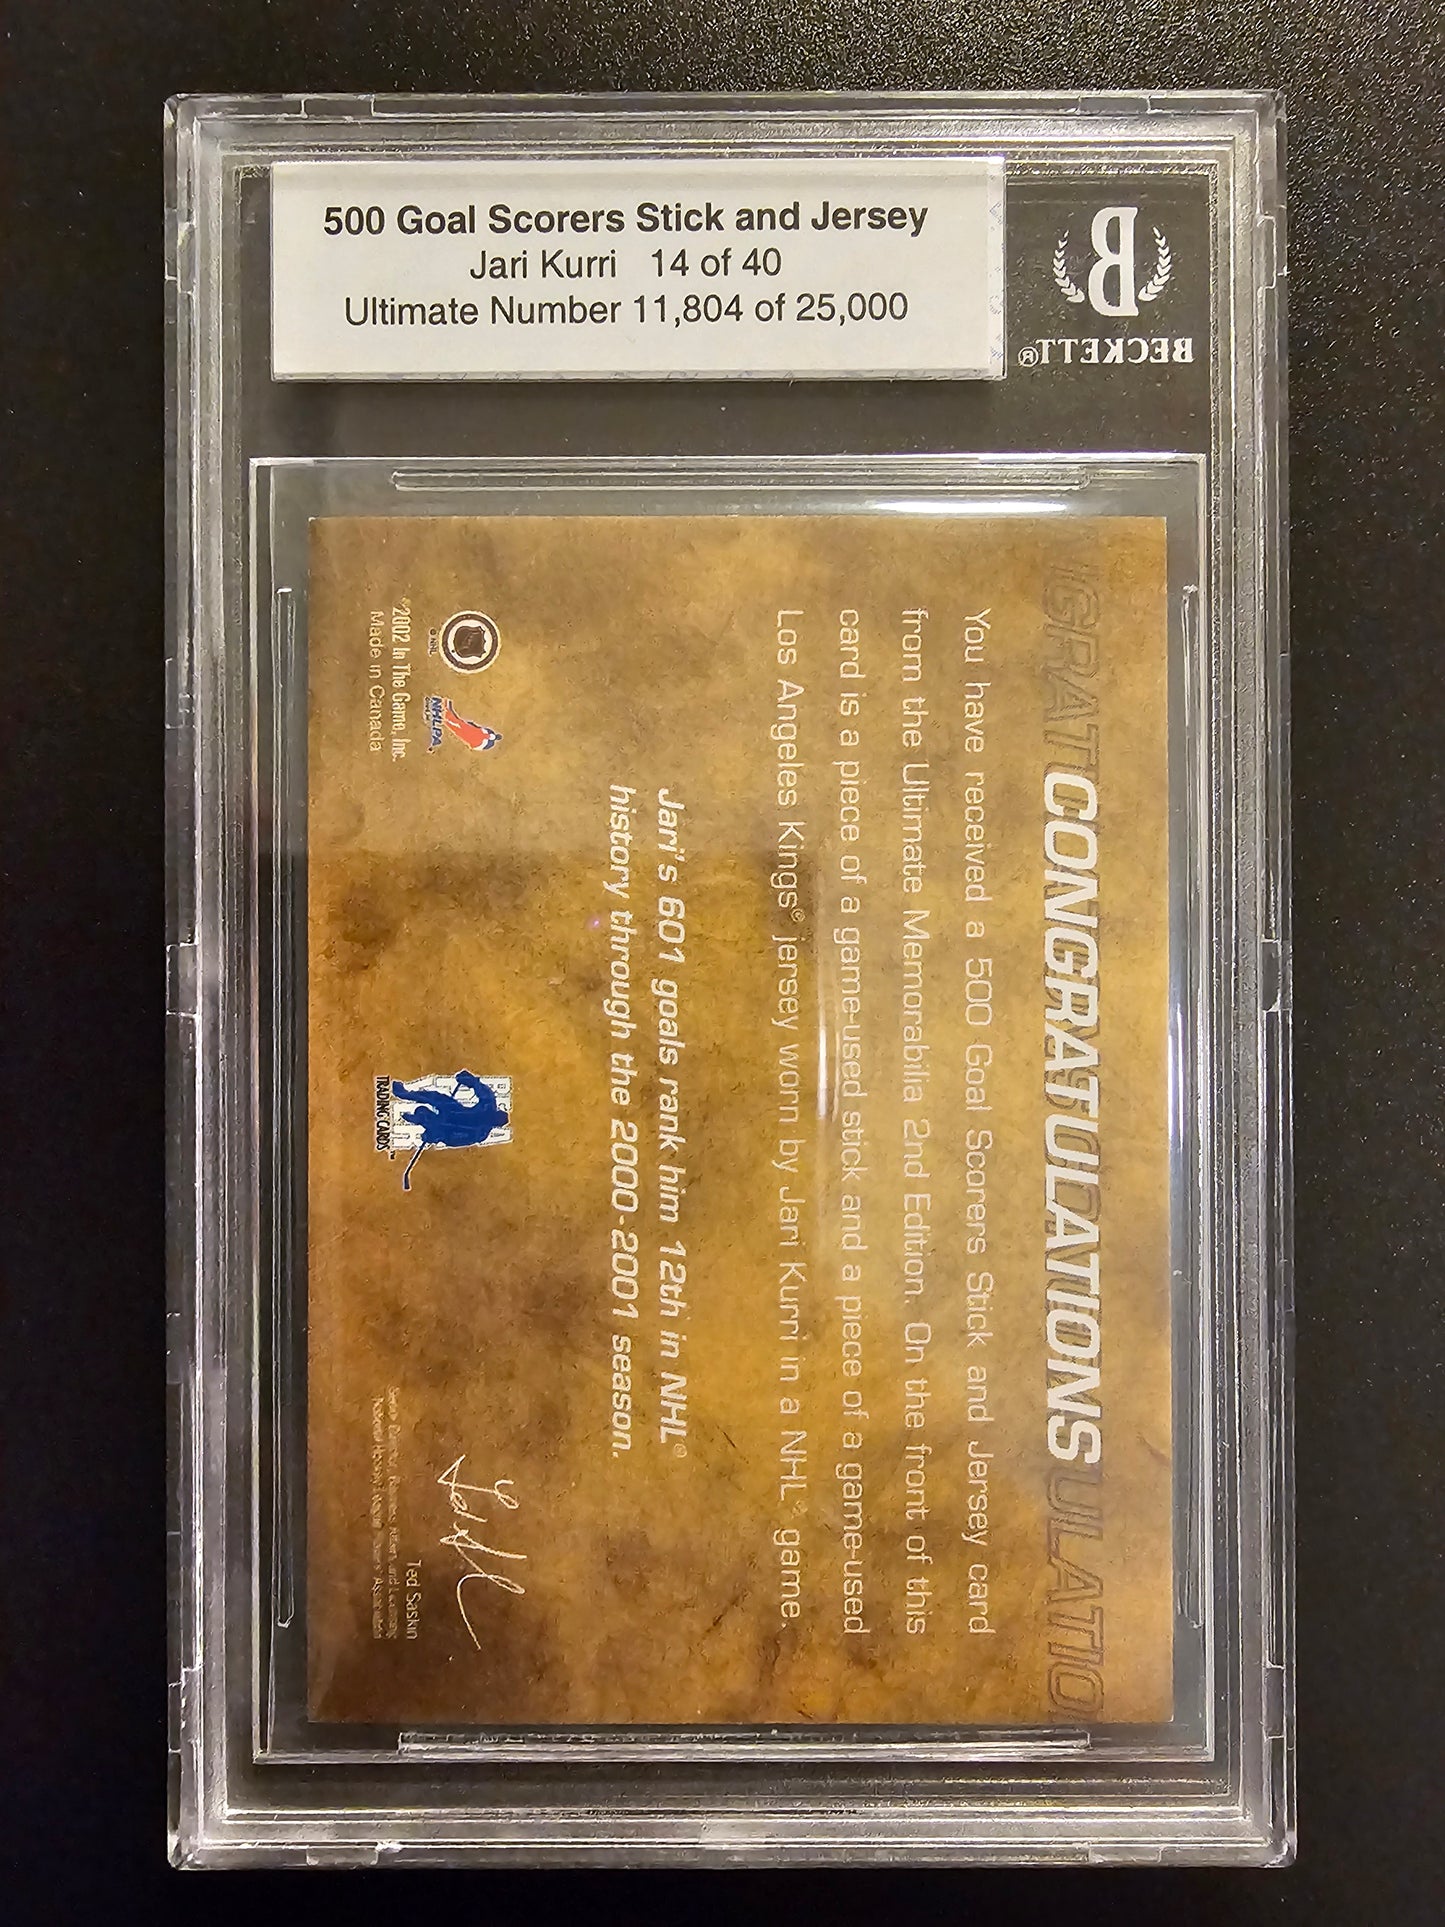 500 Goal Scorers Stick and Jersey
Jari Kurri 14 of 40
Ultimate Number 11,804 of 25,000
B
BECKETT®
CONGRATULATIONS
You have received a 500 Goal Scorers Stick and Jersey card
from the Ultimate Memorabilia 2nd Edition. On the front of this
card is a piece of a game-used stick and a piece of a game-used
Los Angeles Kings© jersey worn by Jari Kurri in a NHL® game.
Jari's 601 goals rank him 12th in NHL®
history through the 2000-2001 season.
© NHL
NHLPA
©2002 In The Game, Inc.
Made in Canada
TRADING CARDS™
Ted Saskin